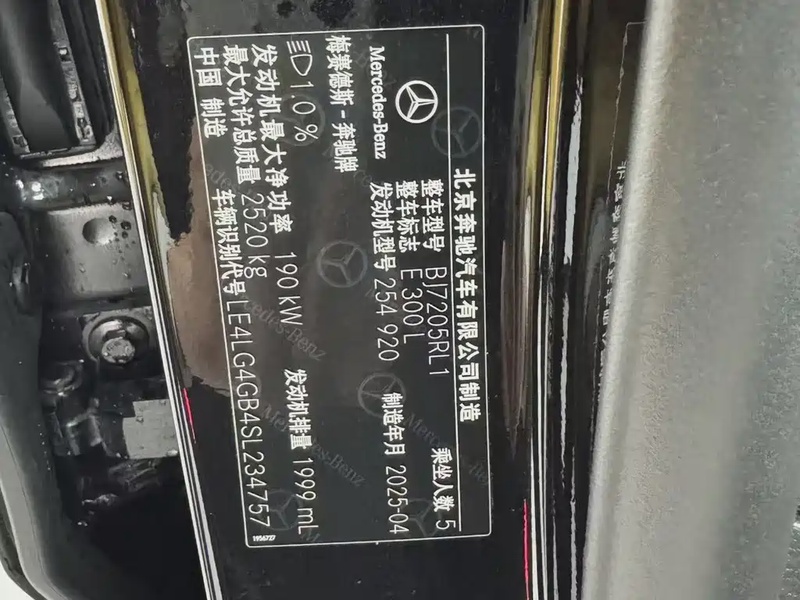 北京奔驰汽车有限公司制造
Mercedes-Benz
梅赛德斯-奔驰牌
整车型号 BJ7205RL1
整车标志 E 300 L
乘坐人数 5
发动机型号 254 920
制造年月 2025-04
1.0 %
发动机最大净功率 190 kW
发动机排量 1999 mL
最大允许总质量 2520 kg
中国 制造
车辆识别代号 LE4LG4GB4SL234757
1956727